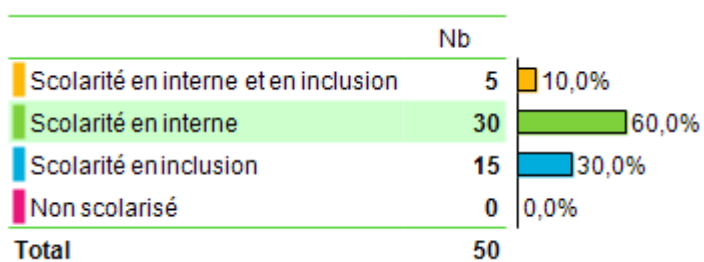 Nb
Scolarité en interne et en inclusion 5 10,0%
Scolarité en interne 30 60,0%
Scolarité en inclusion 15 30,0%
Non scolarisé 0 0,0%
Total 50